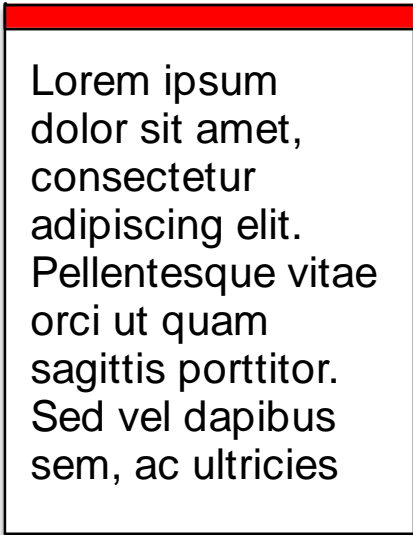 Lorem ipsum
dolor sit amet,
consectetur
adipiscing elit.
Pellentesque vitae
orci ut quam
sagittis porttitor.
Sed vel dapibus
sem, ac ultricies